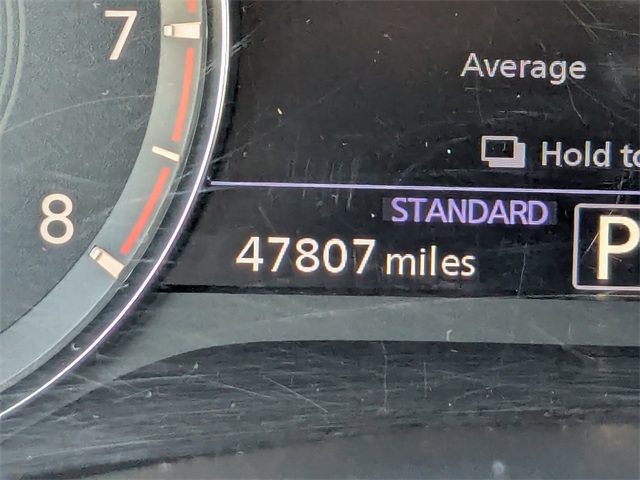 7
Average
Hold to
STANDARD
8
47807 miles
P